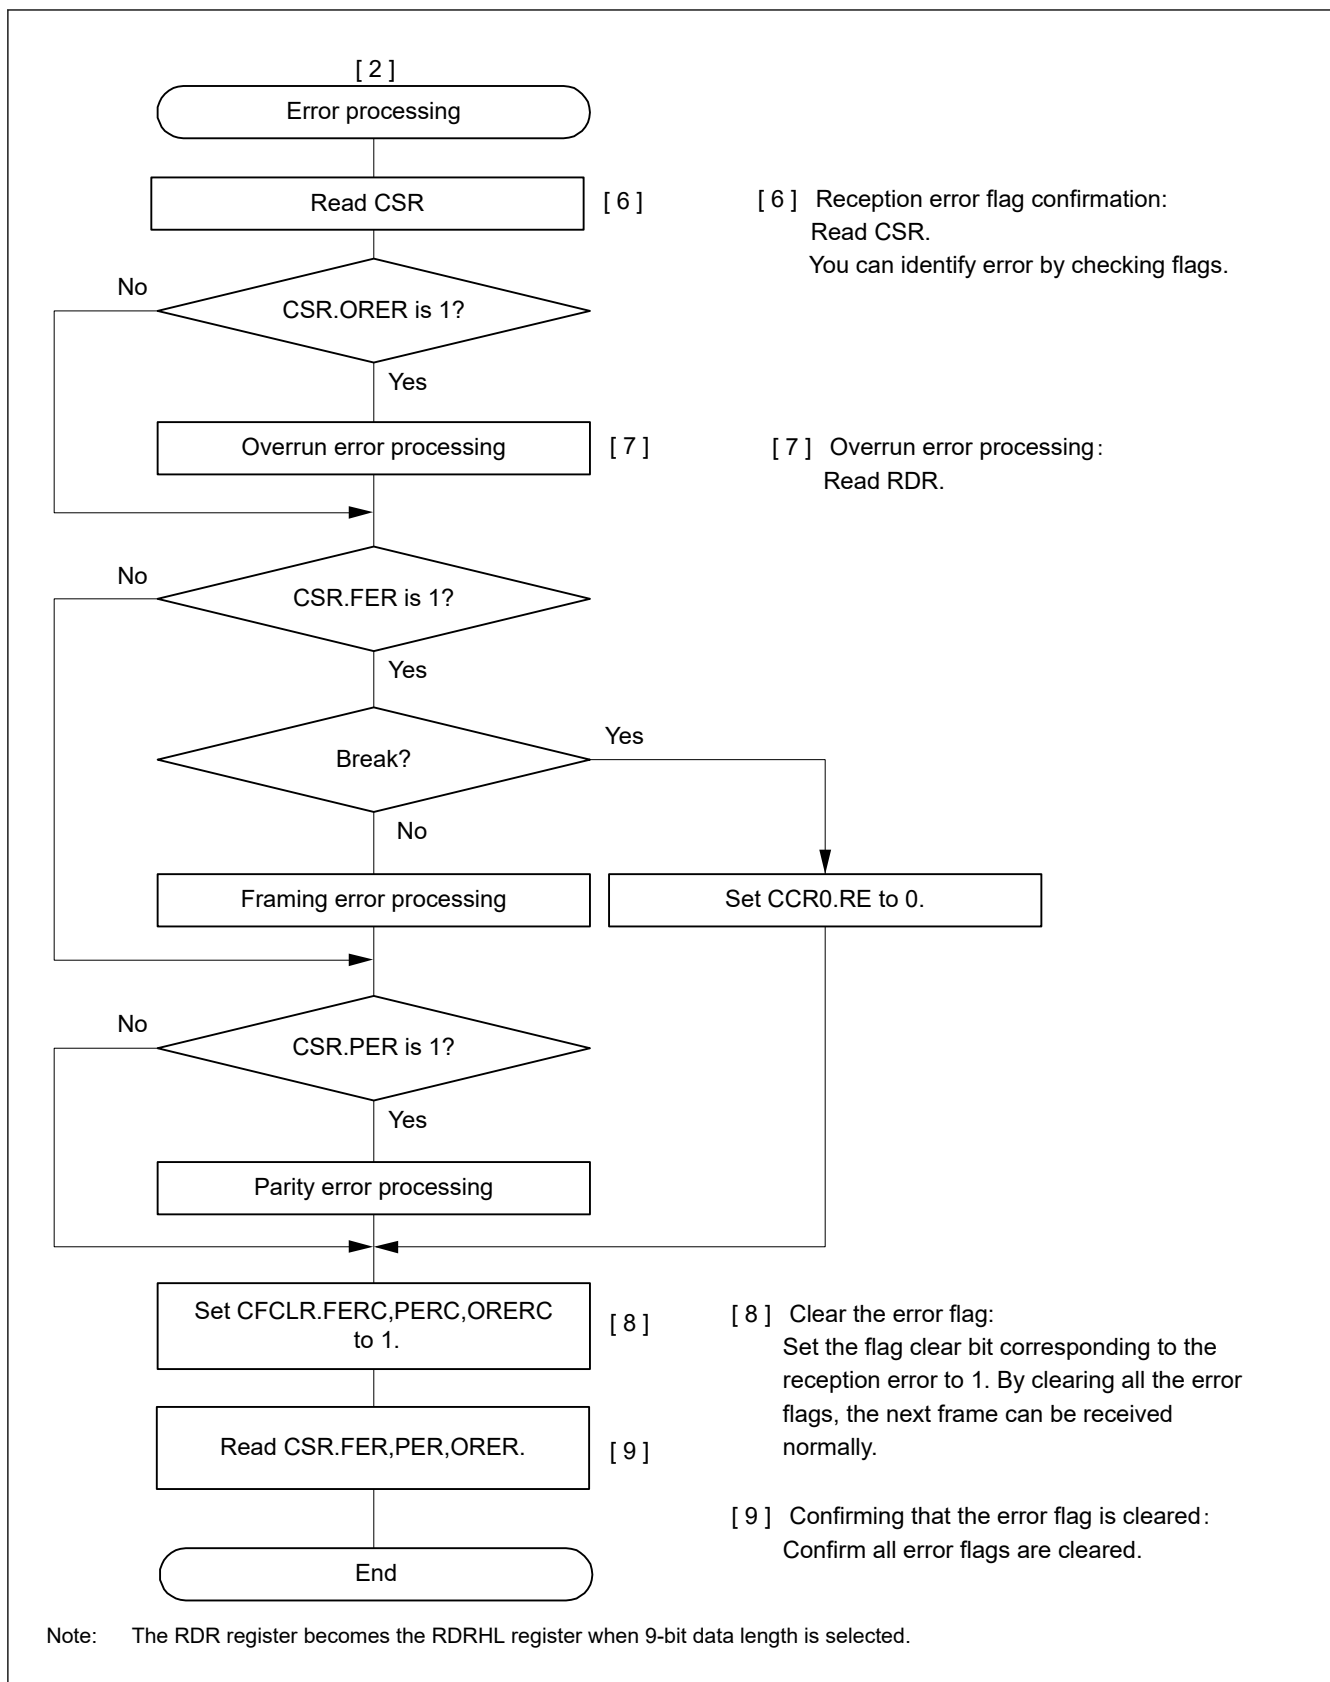 [ 2 ]
Error processing
Read CSR
[ 6 ]
[ 6 ] Reception error flag confirmation:
Read CSR.
You can identify error by checking flags.
No
CSR.ORER is 1?
Yes
Overrun error processing
[ 7 ]
[ 7 ] Overrun error processing:
Read RDR.
No
CSR.FER is 1?
Yes
Break?
Yes
No
Framing error processing
Set CCR0.RE to 0.
No
CSR.PER is 1?
Yes
Parity error processing
Set CFCLR.FERC,PERC,ORERC
to 1.
[ 8 ]
[ 8 ] Clear the error flag:
Set the flag clear bit corresponding to the
reception error to 1. By clearing all the error
flags, the next frame can be received
normally.
Read CSR.FER,PER,ORER.
[ 9 ]
[ 9 ] Confirming that the error flag is cleared:
Confirm all error flags are cleared.
End
Note: The RDR register becomes the RDRHL register when 9-bit data length is selected.